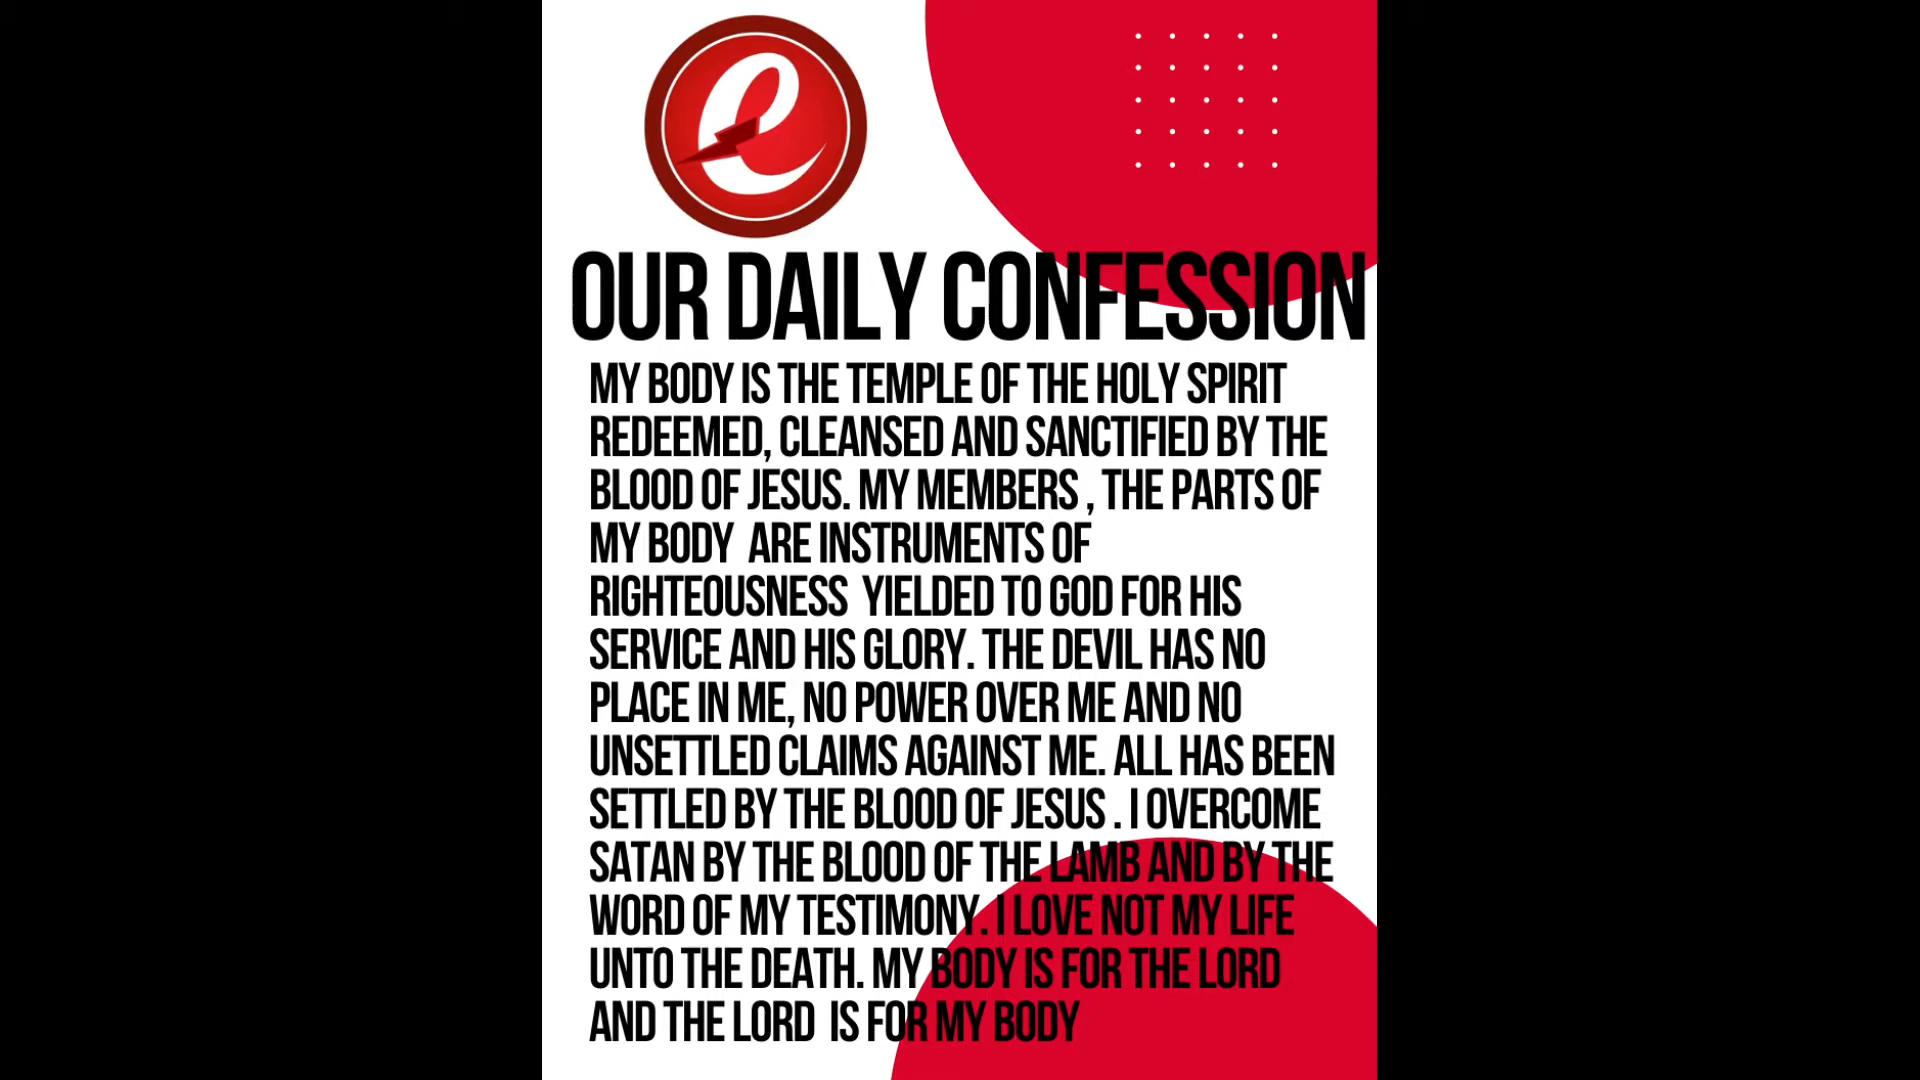 e
OUR DAILY CONFESSION
MY BODY IS THE TEMPLE OF THE HOLY SPIRIT
REDEEMED, CLEANSED AND SANCTIFIED BY THE
BLOOD OF JESUS. MY MEMBERS , THE PARTS OF
MY BODY  ARE INSTRUMENTS OF
RIGHTEOUSNESS  YIELDED TO GOD FOR HIS
SERVICE AND HIS GLORY. THE DEVIL HAS NO
PLACE IN ME, NO POWER OVER ME AND NO
UNSETTLED CLAIMS AGAINST ME. ALL HAS BEEN
SETTLED BY THE BLOOD OF JESUS . I OVERCOME
SATAN BY THE BLOOD OF THE LAMB AND BY THE
WORD OF MY TESTIMONY. I LOVE NOT MY LIFE
UNTO THE DEATH. MY BODY IS FOR THE LORD
AND THE LORD  IS FOR MY BODY